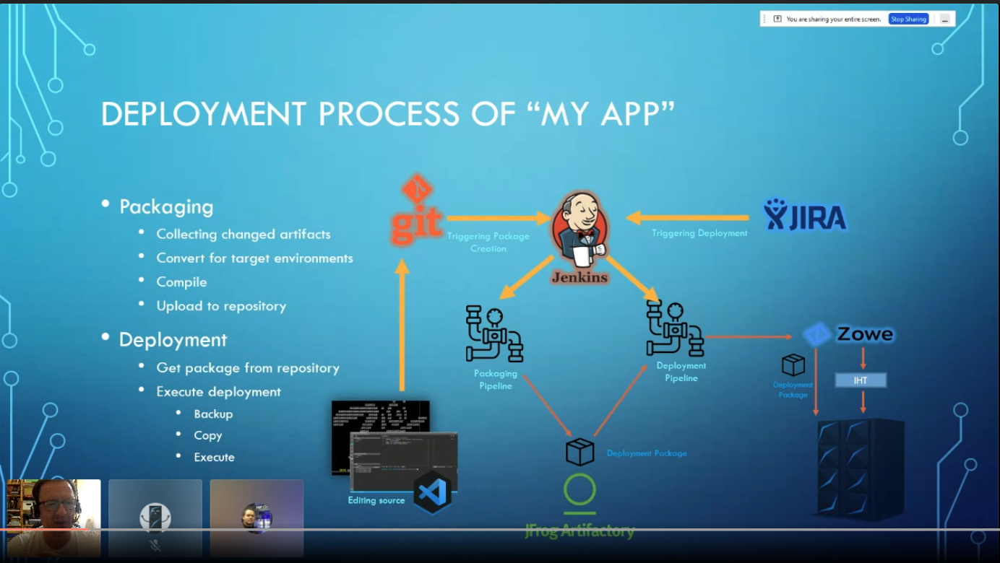 You are sharing your entire screen.
Stop Sharing
DEPLOYMENT PROCESS OF “MY APP”
• Packaging
• Collecting changed artifacts
• Convert for target environments
• Compile
• Upload to repository
• Deployment
• Get package from repository
• Execute deployment
• Backup
• Copy
• Execute
git
Triggering Package
Creation
Jenkins
Triggering Deployment
JIRA
Packaging
Pipeline
Deployment
Pipeline
Zowe
Deployment
Package
IHT
Deployment Package
Editing source
JFrog Artifactory